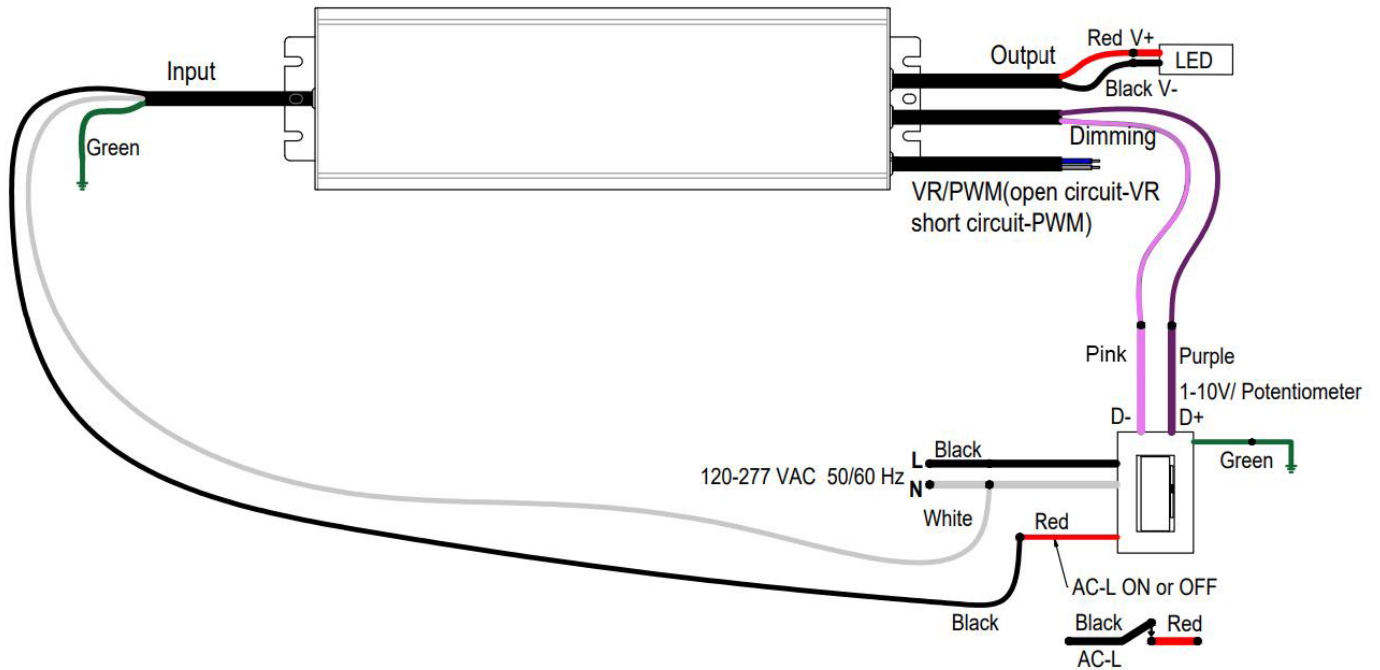 Input
Green
Output
Red V+
LED
Black V-
Dimming
VR/PWM(open circuit-VR
short circuit-PWM)
Pink
Purple
1-10V/ Potentiometer
D-
D+
L
Black
Green
120-277 VAC 50/60 Hz
N
White
Red
AC-L ON or OFF
Black
Black
Red
AC-L